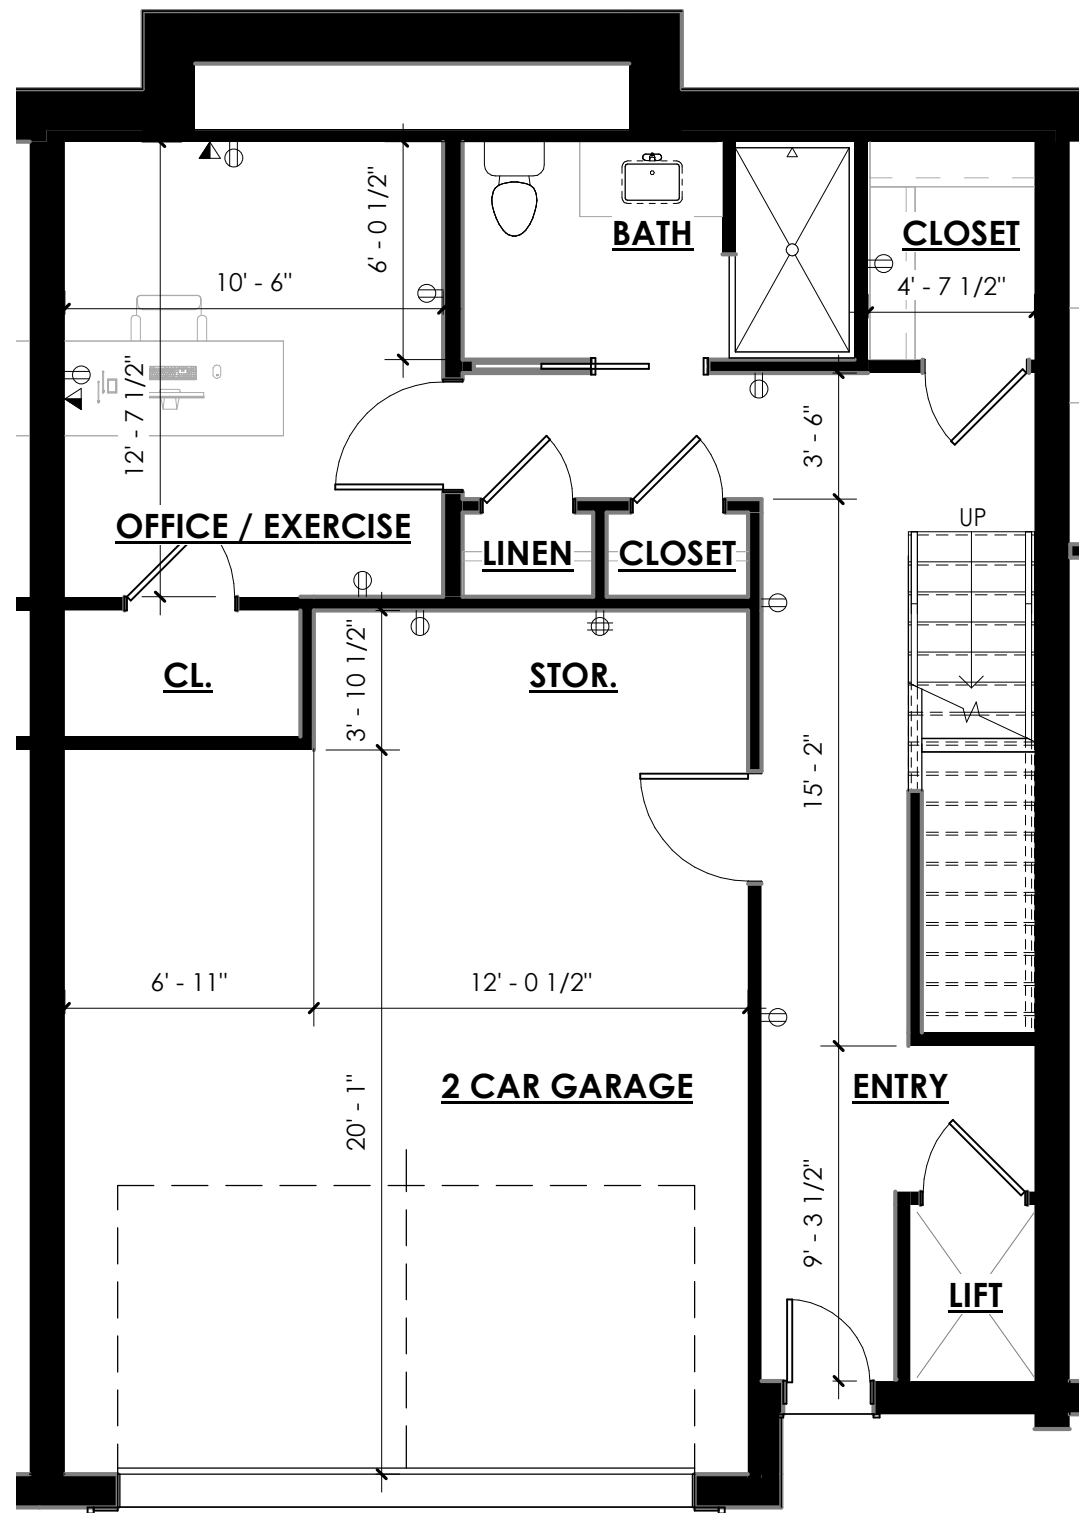 6' - 0 1/2"
BATH
CLOSET
10' - 6"
4' - 7 1/2"
12' - 7 1/2"
3' - 6"
OFFICE / EXERCISE
UP
LINEN
CLOSET
CL.
3' - 10 1/2"
STOR.
15' - 2"
6' - 11"
12' - 0 1/2"
20' - 1"
2 CAR GARAGE
ENTRY
9' - 3 1/2"
LIFT